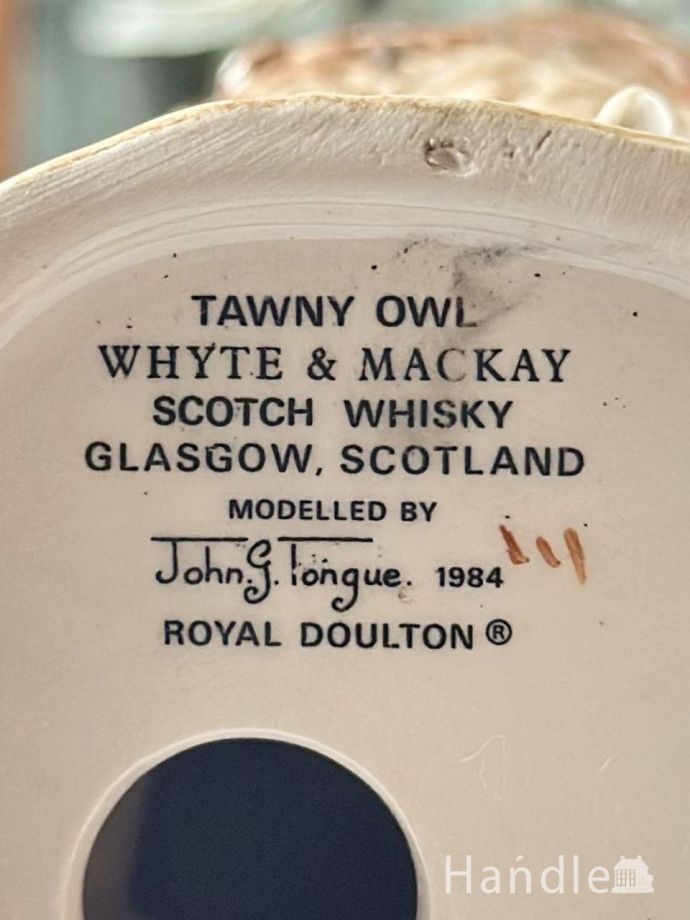 TAWNY OWL
WHYTE & MACKAY
SCOTCH WHISKY
GLASGOW, SCOTLAND
MODELLED BY
John.G.Tongue. 1984
ROYAL DOULTON ®
Handle